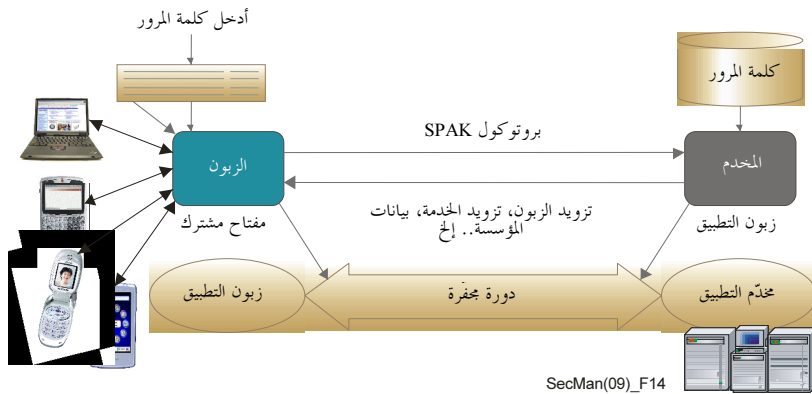 أدخل كلمة المرور
كلمة المرور
بروتوكول SPAK
الزبون
المخدم
تزويد الزبون، تزويد الخدمة، بيانات
المؤسسة.. إلخ
مفتاح مشترك
زبون التطبيق
زبون التطبيق
دورة مجفّرة
مخدّم التطبيق
SecMan(09)_F14